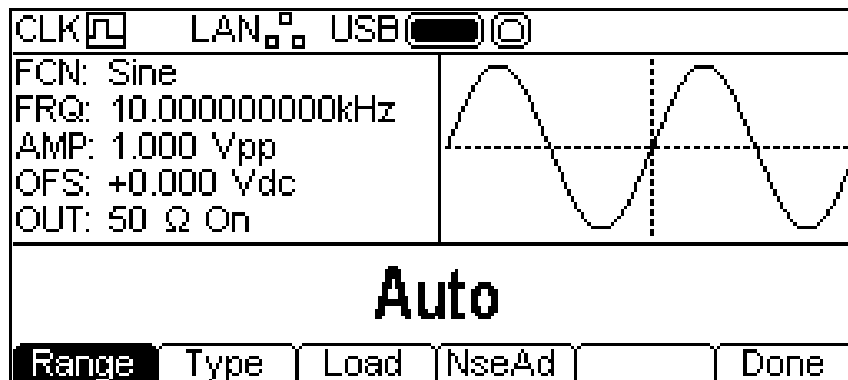 CLK LAN USB
FCN: Sine
FRQ: 10.000000000kHz
AMP: 1.000 Vpp
OFS: +0.000 Vdc
OUT: 50 Ω On
Auto
Range Type Load NseAd Done